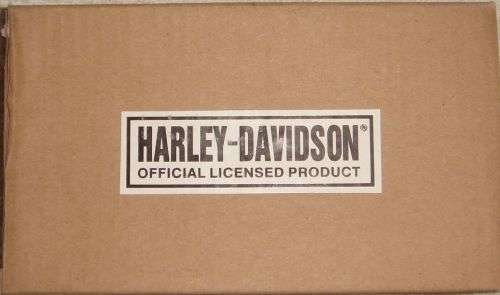 HARLEY-DAVIDSON®
OFFICIAL LICENSED PRODUCT